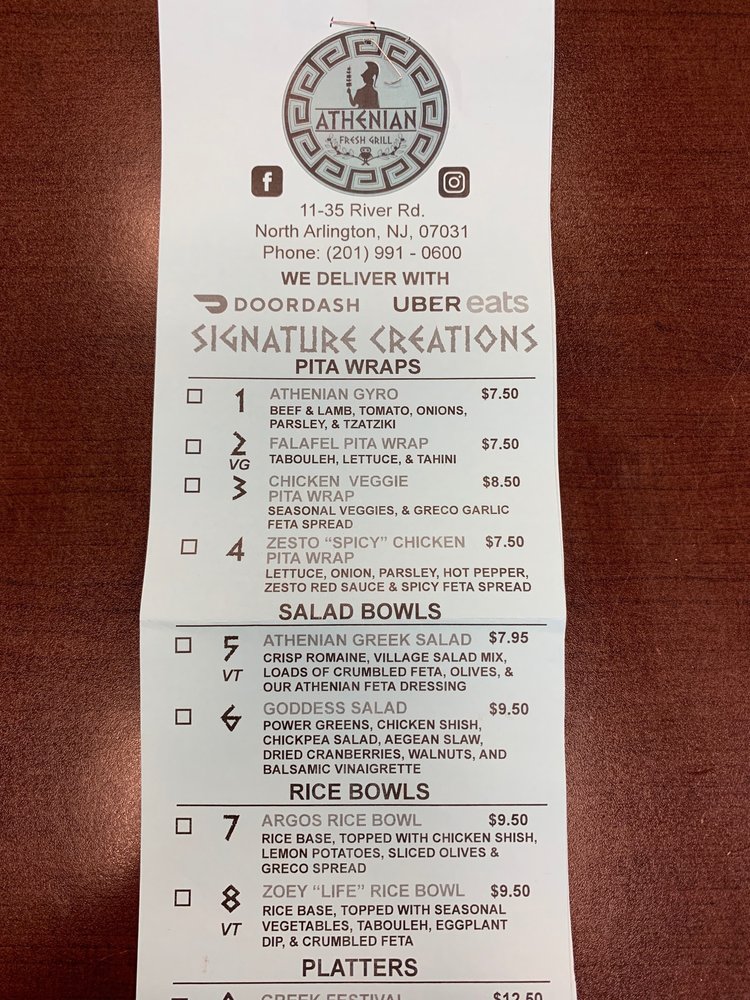 ATHENIAN
FRESH GRILL
f
11-35 River Rd.
North Arlington, NJ, 07031
Phone: (201) 991 - 0600
WE DELIVER WITH
DOORDASH UBER eats
SIGNATURE CREATIONS
PITA WRAPS
1 ATHENIAN GYRO $7.50
BEEF & LAMB, TOMATO, ONIONS,
PARSLEY, & TZATZIKI
2 FALAFEL PITA WRAP $7.50
VG TABOULEH, LETTUCE, & TAHINI
3 CHICKEN VEGGIE $8.50
PITA WRAP
SEASONAL VEGGIES, & GRECO GARLIC
FETA SPREAD
4 ZESTO “SPICY” CHICKEN $7.50
PITA WRAP
LETTUCE, ONION, PARSLEY, HOT PEPPER,
ZESTO RED SAUCE & SPICY FETA SPREAD
SALAD BOWLS
5 ATHENIAN GREEK SALAD $7.95
CRISP ROMAINE, VILLAGE SALAD MIX,
VT LOADS OF CRUMBLED FETA, OLIVES, &
OUR ATHENIAN FETA DRESSING
6 GODDESS SALAD $9.50
POWER GREENS, CHICKEN SHISH,
CHICKPEA SALAD, AEGEAN SLAW,
DRIED CRANBERRIES, WALNUTS, AND
BALSAMIC VINAIGRETTE
RICE BOWLS
7 ARGOS RICE BOWL $9.50
RICE BASE, TOPPED WITH CHICKEN SHISH,
LEMON POTATOES, SLICED OLIVES &
GRECO SPREAD
8 ZOEY “LIFE” RICE BOWL $9.50
RICE BASE, TOPPED WITH SEASONAL
VT VEGETABLES, TABOULEH, EGGPLANT
DIP, & CRUMBLED FETA
PLATTERS
GREEK FESTIVAL $12.50